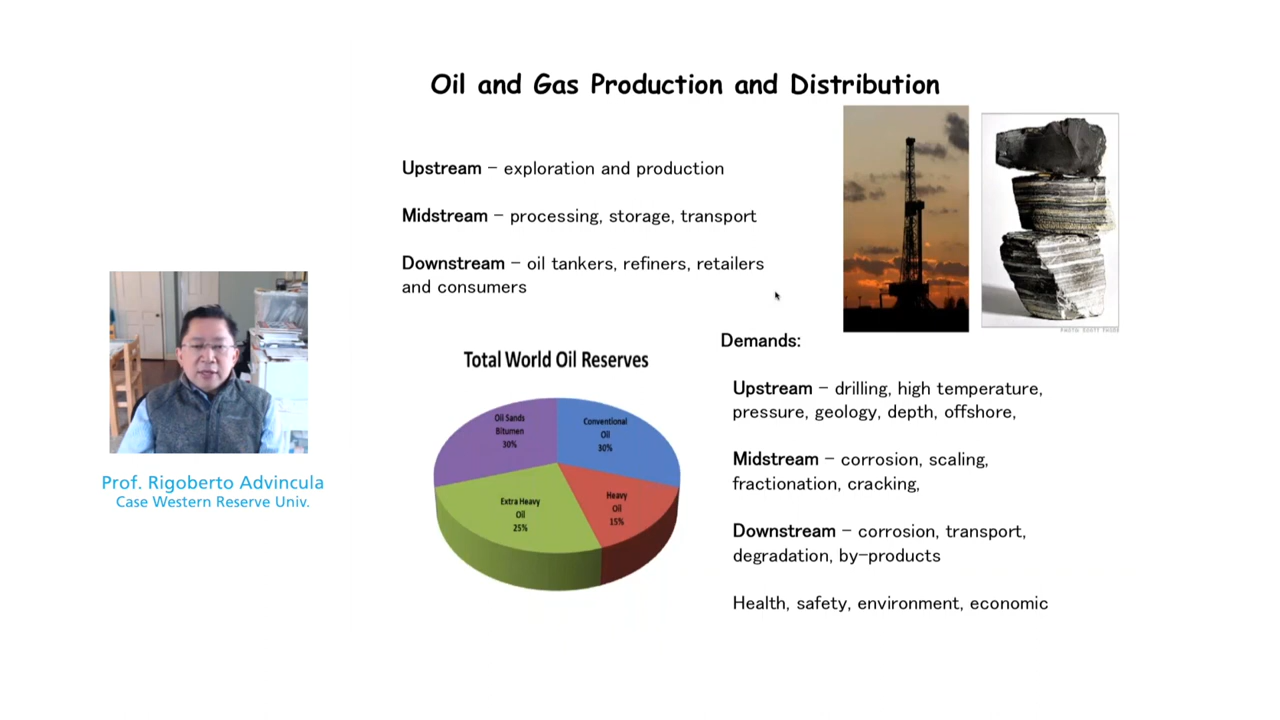 Oil and Gas Production and Distribution
Upstream – exploration and production
Midstream – processing, storage, transport
Downstream – oil tankers, refiners, retailers
and consumers
PHOTO: SCOTT THODE
Total World Oil Reserves
Oil Sands
Bitumen
30%
Conventional
Oil
30%
Extra Heavy
Oil
25%
Heavy
Oil
15%
Demands:
Upstream – drilling, high temperature,
pressure, geology, depth, offshore,
Midstream – corrosion, scaling,
fractionation, cracking,
Downstream – corrosion, transport,
degradation, by-products
Health, safety, environment, economic
Prof. Rigoberto Advincula
Case Western Reserve Univ.